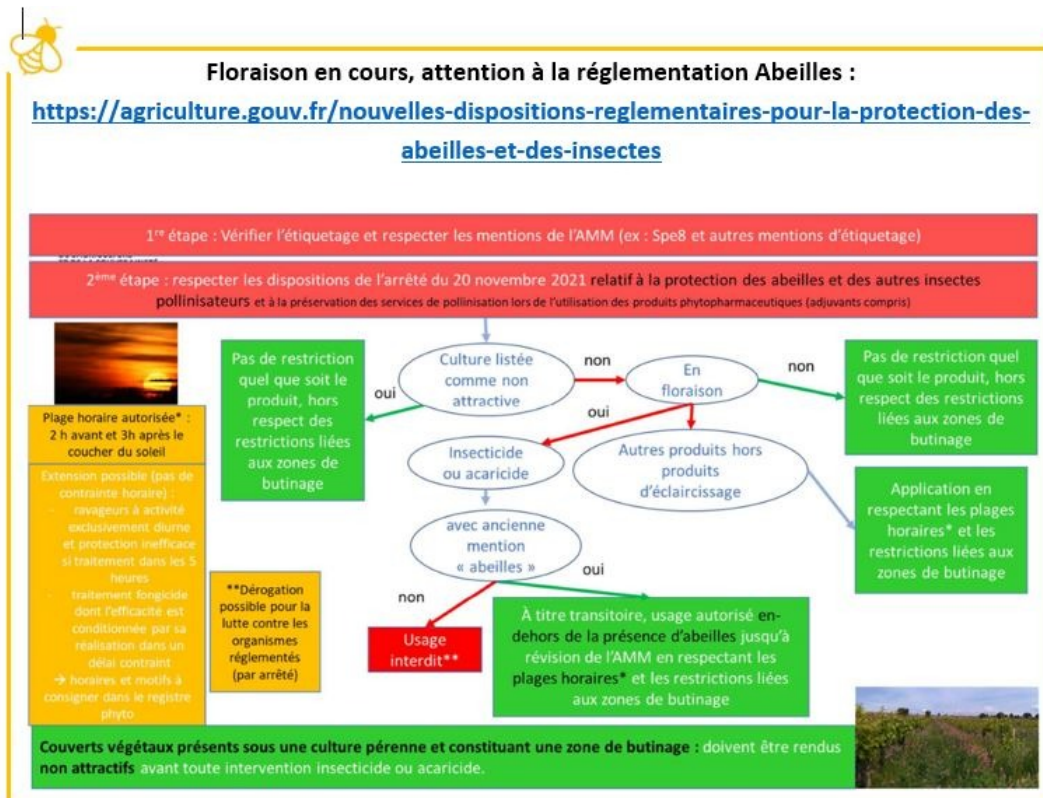 Floraison en cours, attention à la réglementation Abeilles :
https://agriculture.gouv.fr/nouvelles-dispositions-reglementaires-pour-la-protection-des-
abeilles-et-des-insectes
1re étape : Vérifier l'étiquetage et respecter les mentions de l'AMM (ex : Spe8 et autres mentions d'étiquetage)
2ème étape : respecter les dispositions de l'arrêté du 20 novembre 2021 relatif à la protection des abeilles et des autres insectes
pollinisateurs et à la préservation des services de pollinisation lors de l'utilisation des produits phytopharmaceutiques (adjuvants compris)
Plage horaire autorisée* :
2 h avant et 3h après le
coucher du soleil
Extension possible (pas de
contrainte horaire) :
- ravageurs à activité
exclusivement diurne
et protection inefficace
si traitement dans les 5
heures
- traitement fongicide
dont l'efficacité est
conditionnée par sa
réalisation dans un
délai contraint
→ horaires et motifs à
consigner dans le registre
phyto
Pas de restriction
quel que soit le
produit, hors
respect des
restrictions liées
aux zones de
butinage
oui
Culture listée
comme non
attractive
non
En
floraison
non
Pas de restriction quel
que soit le produit, hors
respect des restrictions
liées aux zones de
butinage
oui
Insecticide
ou acaricide
Autres produits hors
produits
d'éclaircissage
Application en
respectant les plages
horaires* et les
restrictions liées aux
zones de butinage
avec ancienne
mention
« abeilles »
oui
non
**Dérogation
possible pour la
lutte contre les
organismes
réglementés
(par arrêté)
Usage
interdit**
À titre transitoire, usage autorisé en-
dehors de la présence d'abeilles jusqu'à
révision de l'AMM en respectant les
plages horaires* et les restrictions liées
aux zones de butinage
Couverts végétaux présents sous une culture pérenne et constituant une zone de butinage : doivent être rendus
non attractifs avant toute intervention insecticide ou acaricide.